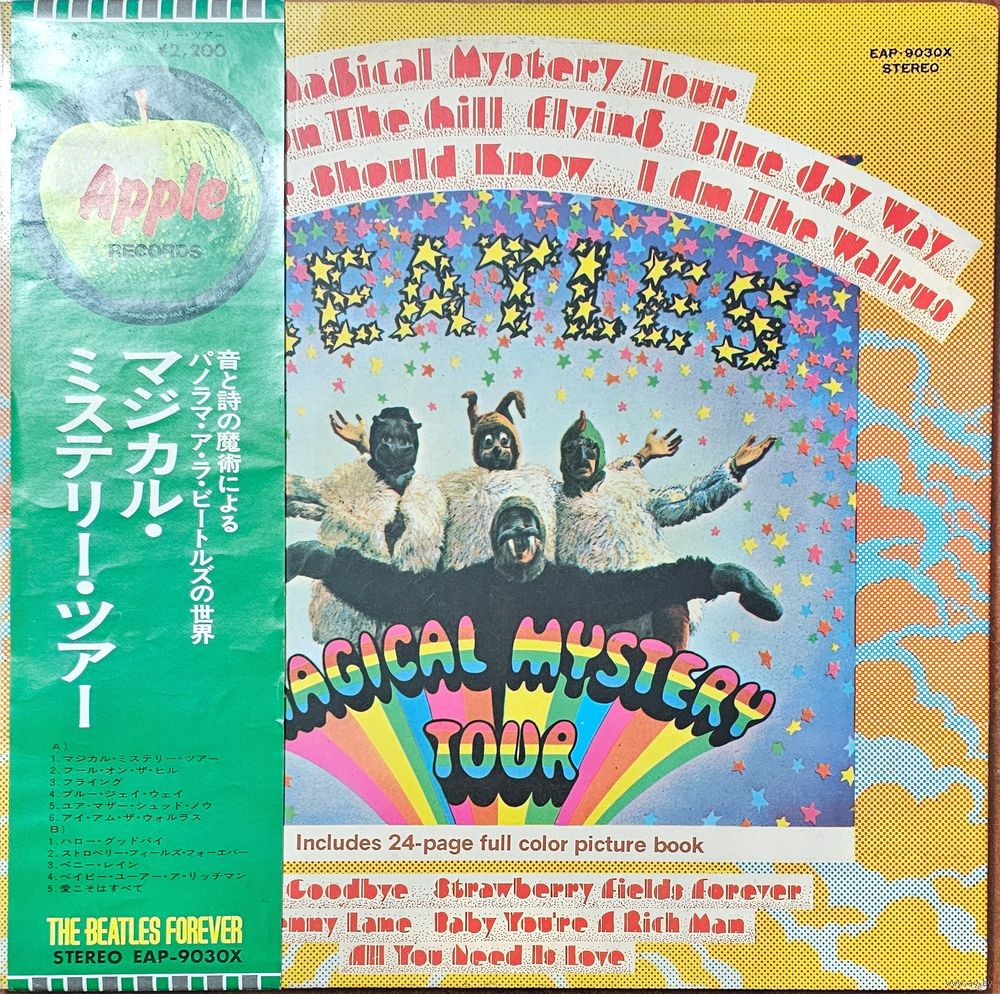 ¥2,200
Apple
RECORDS
音と詩の魔術による
パノラマ・ア・ラ・ビートルズの世界
マジカル・
ミステリー・ツアー
A)
1.マジカル・ミステリー・ツアー
2.フール・オン・ザ・ヒル
3.フライング
4.ブルー・ジェイ・ウェイ
5.ユア・マザー・シュッド・ノウ
6.アイ・アム・ザ・ウォルラス
B)
1.ハロー・グッドバイ
2.ストロベリー・フィールズ・フォーエバー
3.ペニー・レイン
4.ベイビー・ユーアー・ア・リッチマン
5.愛こそはすべて
THE BEATLES FOREVER
STEREO EAP-9030X
EAP-9030X
STEREO
Magical Mystery Tour
on The hill Flying Blue Jay Way
Should Know I Am The Walrus
EATLES
MAGICAL MYSTERY
TOUR
Includes 24-page full color picture book
Goodbye Strawberry Fields Forever
enny Lane Baby You're A Rich Man
All You Need Is Love